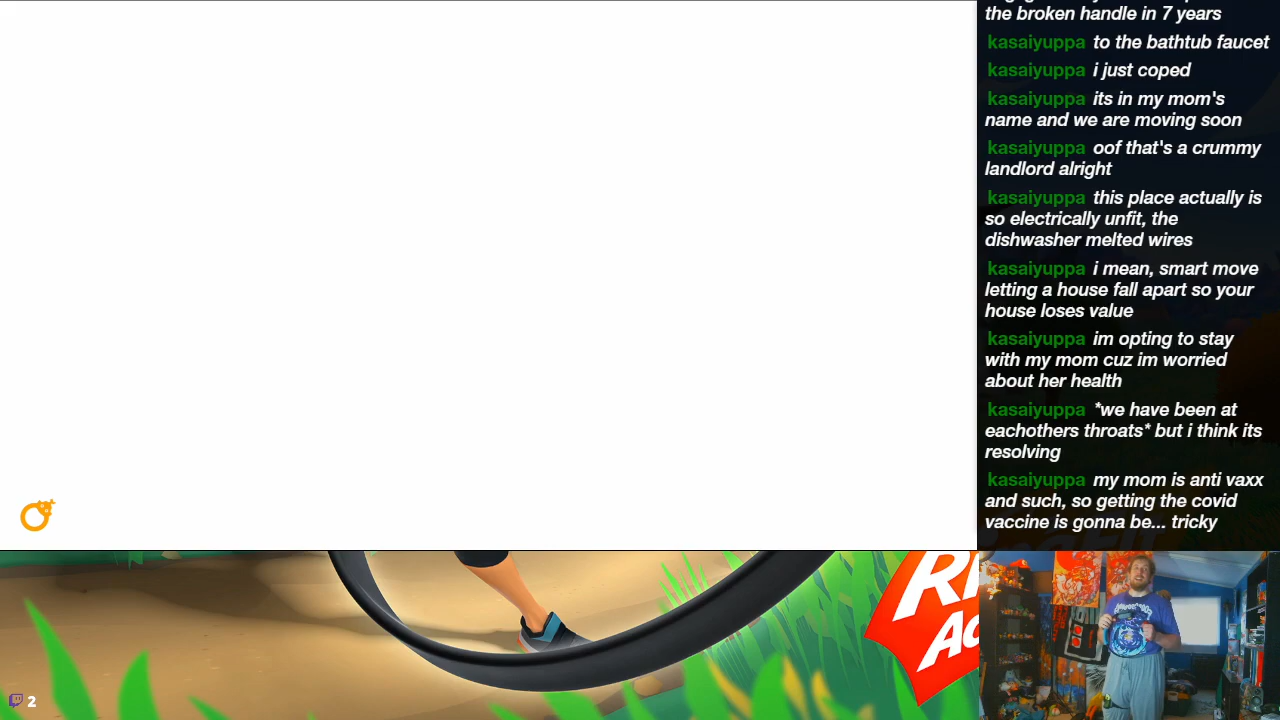 the broken handle in 7 years
kasaiyuppa to the bathtub faucet
kasaiyuppa i just coped
kasaiyuppa its in my mom's
name and we are moving soon
kasaiyuppa oof that's a crummy
landlord alright
kasaiyuppa this place actually is
so electrically unfit, the
dishwasher melted wires
kasaiyuppa i mean, smart move
letting a house fall apart so your
house loses value
kasaiyuppa im opting to stay
with my mom cuz im worried
about her health
kasaiyuppa *we have been at
eachothers throats* but i think its
resolving
kasaiyuppa my mom is anti vaxx
and such, so getting the covid
vaccine is gonna be... tricky
2